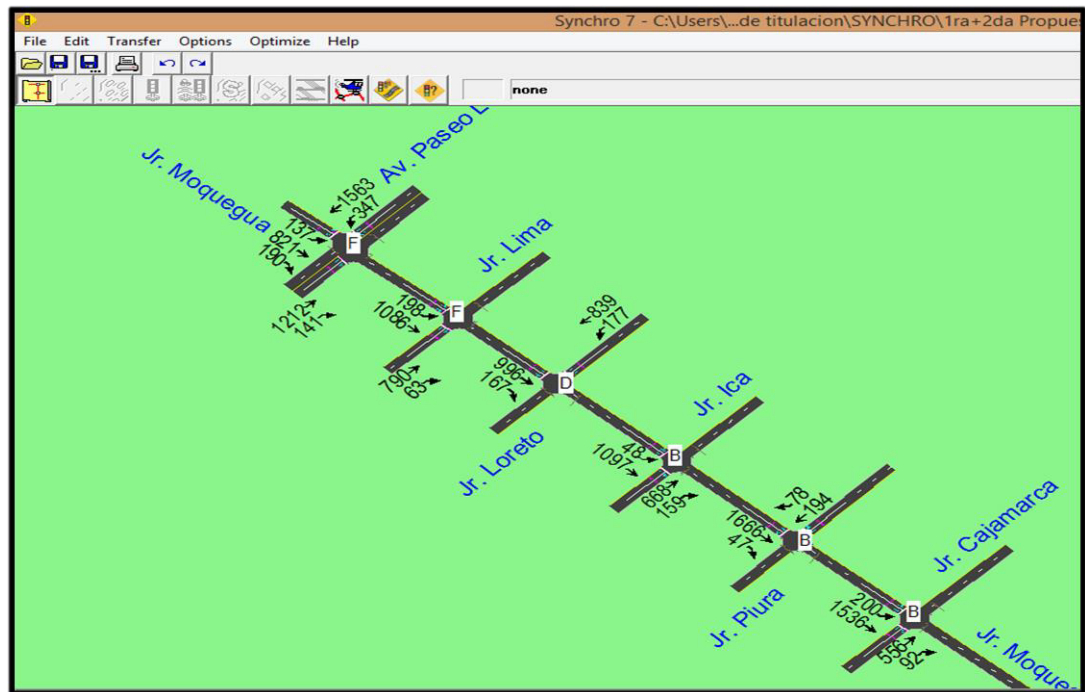 Synchro 7 - C:\Users\...de titulacion\SYNCHRO\1ra+2da Propues
File Edit Transfer Options Optimize Help
none
Av. Paseo L
Jr. Moquegua
1563
347
137
821
190
F
1212
141
Jr. Lima
198
1086
F
790
63
839
177
996
167
D
Jr. Loreto
Jr. Ica
48
1097
B
668
159
78
194
1666
47
B
Jr. Piura
Jr. Cajamarca
200
1536
B
556
92
Jr. Moque